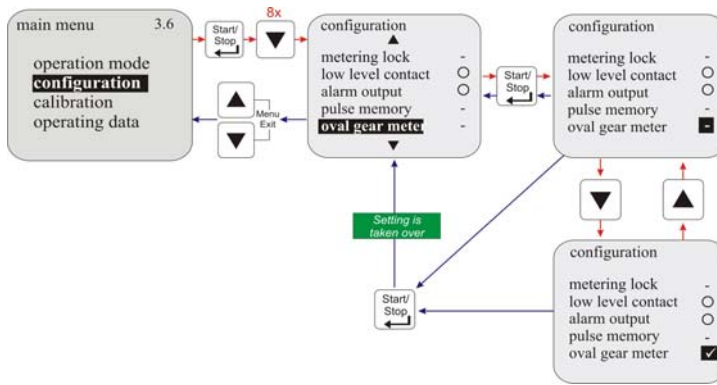 main menu 3.6
operation mode
configuration
calibration
operating data
Start/
Stop
8x
configuration
metering lock -
low level contact O
alarm output O
pulse memory -
oval gear meter -
Menu
Exit
Start/
Stop
configuration
metering lock -
low level contact O
alarm output O
pulse memory -
oval gear meter -
Setting is
taken over
Start/
Stop
configuration
metering lock -
low level contact O
alarm output O
pulse memory -
oval gear meter ✓